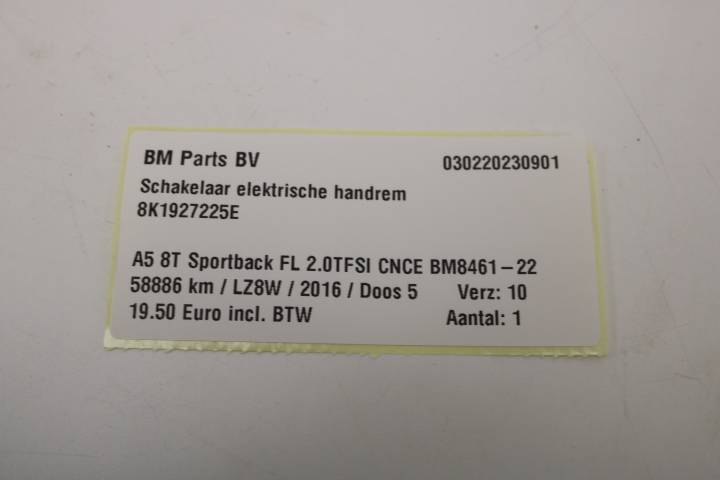 BM Parts BV 030220230901
Schakelaar elektrische handrem
8K1927225E
A5 8T Sportback FL 2.0TFSI CNCE BM8461-22
58886 km / LZ8W / 2016 / Doos 5 Verz: 10
19.50 Euro incl. BTW Aantal: 1